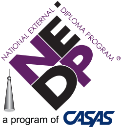 NATIONAL EXTERNAL DIPLOMA PROGRAM ®
NEDP
a program of CASAS